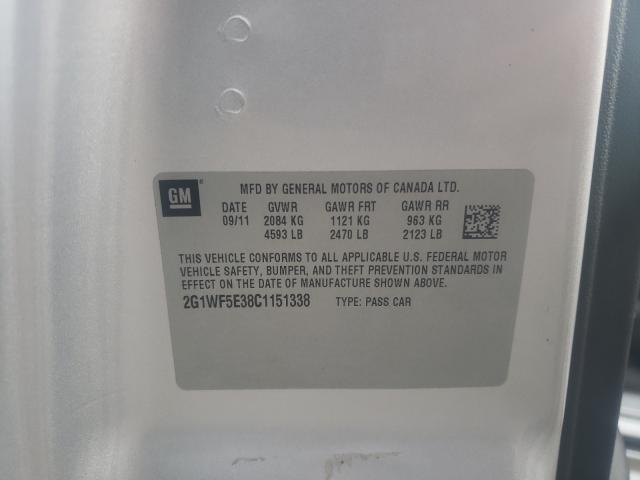 GM
MFD BY GENERAL MOTORS OF CANADA LTD.
DATE GVWR GAWR FRT GAWR RR
09/11 2084 KG 1121 KG 963 KG
4593 LB 2470 LB 2123 LB
THIS VEHICLE CONFORMS TO ALL APPLICABLE U.S. FEDERAL MOTOR
VEHICLE SAFETY, BUMPER, AND THEFT PREVENTION STANDARDS IN
EFFECT ON THE DATE OF MANUFACTURE SHOWN ABOVE.
2G1WF5E38C1151338 TYPE: PASS CAR